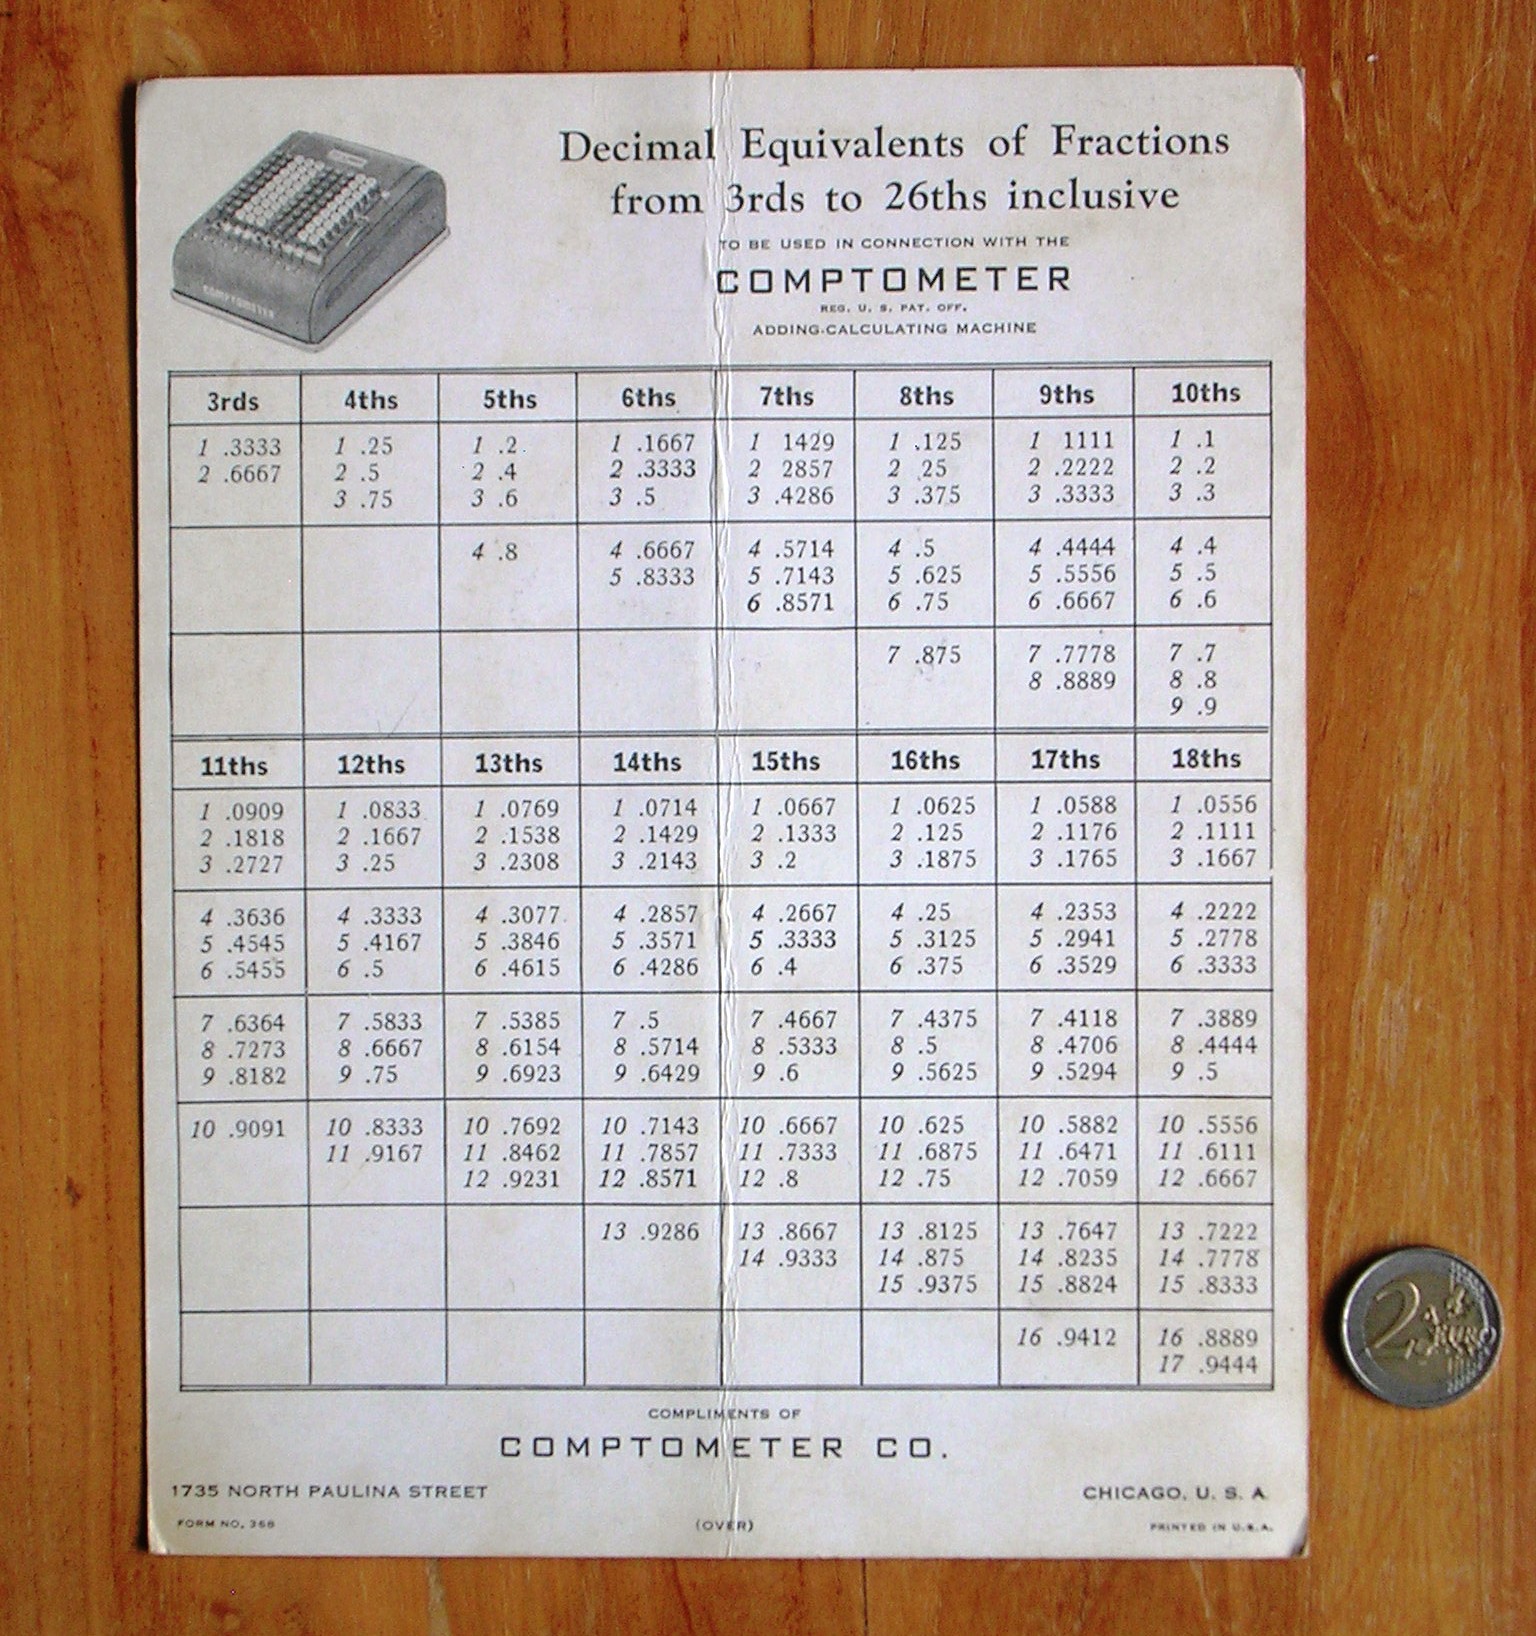 Decimal Equivalents of Fractions
from 3rds to 26ths inclusive
TO BE USED IN CONNECTION WITH THE
COMPTOMETER
REG. U. S. PAT. OFF.
ADDING-CALCULATING MACHINE
COMPTOMETER
3rds 4ths 5ths 6ths 7ths 8ths 9ths 10ths
1 .3333 1 .25 1 .2 1 .1667 1 1429 1 .125 1 1111 1 .1
2 .6667 2 .5 2 .4 2 .3333 2 2857 2 25 2 .2222 2 .2
3 .75 3 .6 3 .5 3 .4286 3 .375 3 .3333 3 .3
4 .8 4 .6667 4 .5714 4 .5 4 .4444 4 .4
5 .8333 5 .7143 5 .625 5 .5556 5 .5
6 .8571 6 .75 6 .6667 6 .6
7 .875 7 .7778 7 .7
8 .8889 8 .8
9 .9
11ths 12ths 13ths 14ths 15ths 16ths 17ths 18ths
1 .0909 1 .0833 1 .0769 1 .0714 1 .0667 1 .0625 1 .0588 1 .0556
2 .1818 2 .1667 2 .1538 2 .1429 2 .1333 2 .125 2 .1176 2 .1111
3 .2727 3 .25 3 .2308 3 .2143 3 .2 3 .1875 3 .1765 3 .1667
4 .3636 4 .3333 4 .3077 4 .2857 4 .2667 4 .25 4 .2353 4 .2222
5 .4545 5 .4167 5 .3846 5 .3571 5 .3333 5 .3125 5 .2941 5 .2778
6 .5455 6 .5 6 .4615 6 .4286 6 .4 6 .375 6 .3529 6 .3333
7 .6364 7 .5833 7 .5385 7 .5 7 .4667 7 .4375 7 .4118 7 .3889
8 .7273 8 .6667 8 .6154 8 .5714 8 .5333 8 .5 8 .4706 8 .4444
9 .8182 9 .75 9 .6923 9 .6429 9 .6 9 .5625 9 .5294 9 .5
10 .9091 10 .8333 10 .7692 10 .7143 10 .6667 10 .625 10 .5882 10 .5556
11 .9167 11 .8462 11 .7857 11 .7333 11 .6875 11 .6471 11 .6111
12 .9231 12 .8571 12 .8 12 .75 12 .7059 12 .6667
13 .9286 13 .8667 13 .8125 13 .7647 13 .7222
14 .9333 14 .875 14 .8235 14 .7778
15 .9375 15 .8824 15 .8333
16 .9412 16 .8889
17 .9444
COMPLIMENTS OF
COMPTOMETER CO.
1735 NORTH PAULINA STREET CHICAGO, U. S. A
FORM NO. 368 (OVER) PRINTED IN U.S.A.
2 EURO